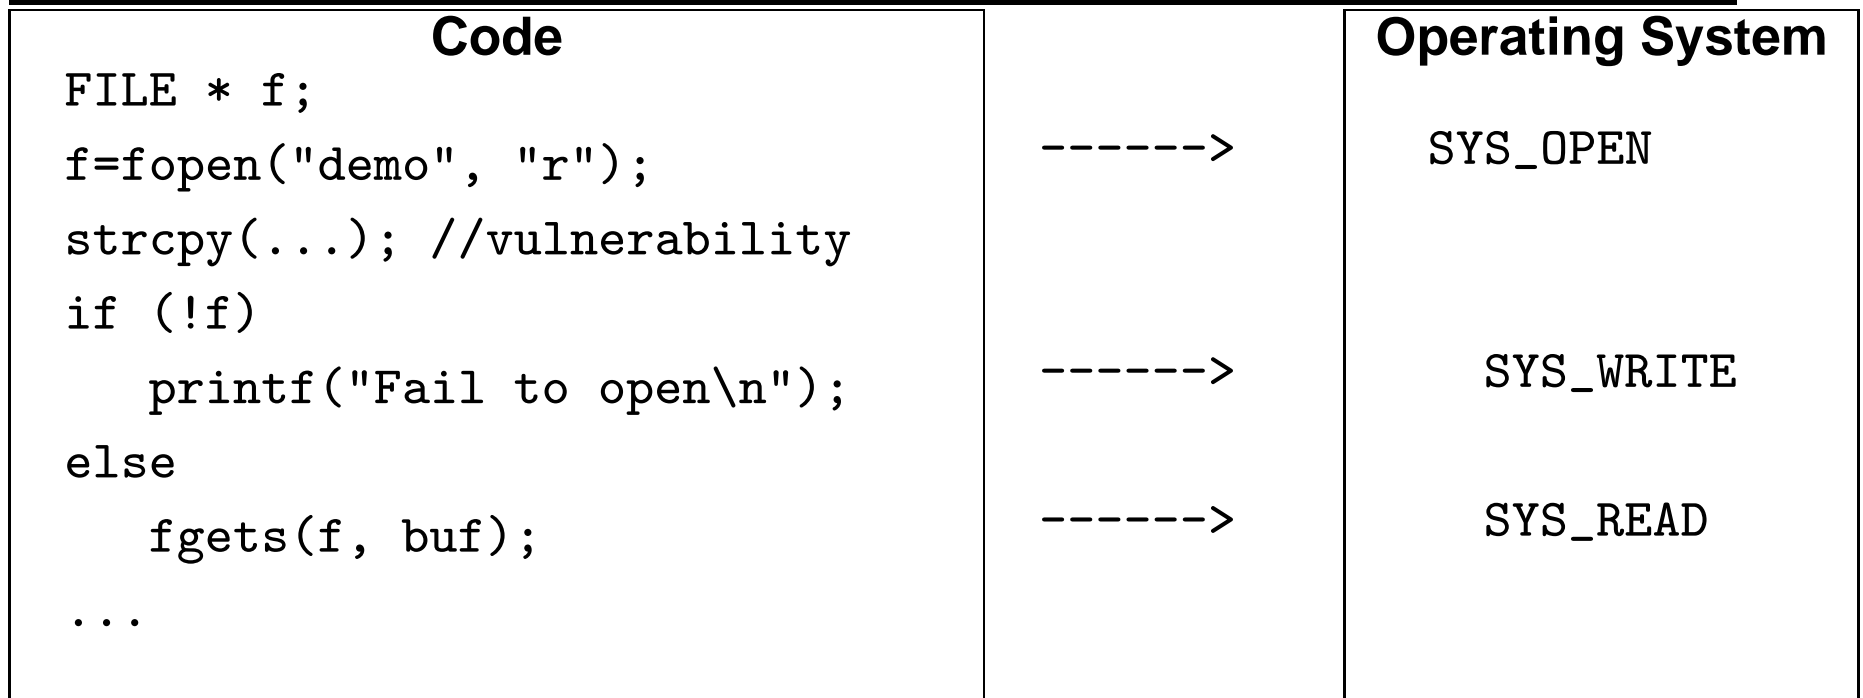 Code
FILE * f;
f=fopen("demo", "r");
strcpy(...); //vulnerability
if (!f)
   printf("Fail to open\n");
else
   fgets(f, buf);
...
------>
------>
------>
Operating System
SYS_OPEN
SYS_WRITE
SYS_READ